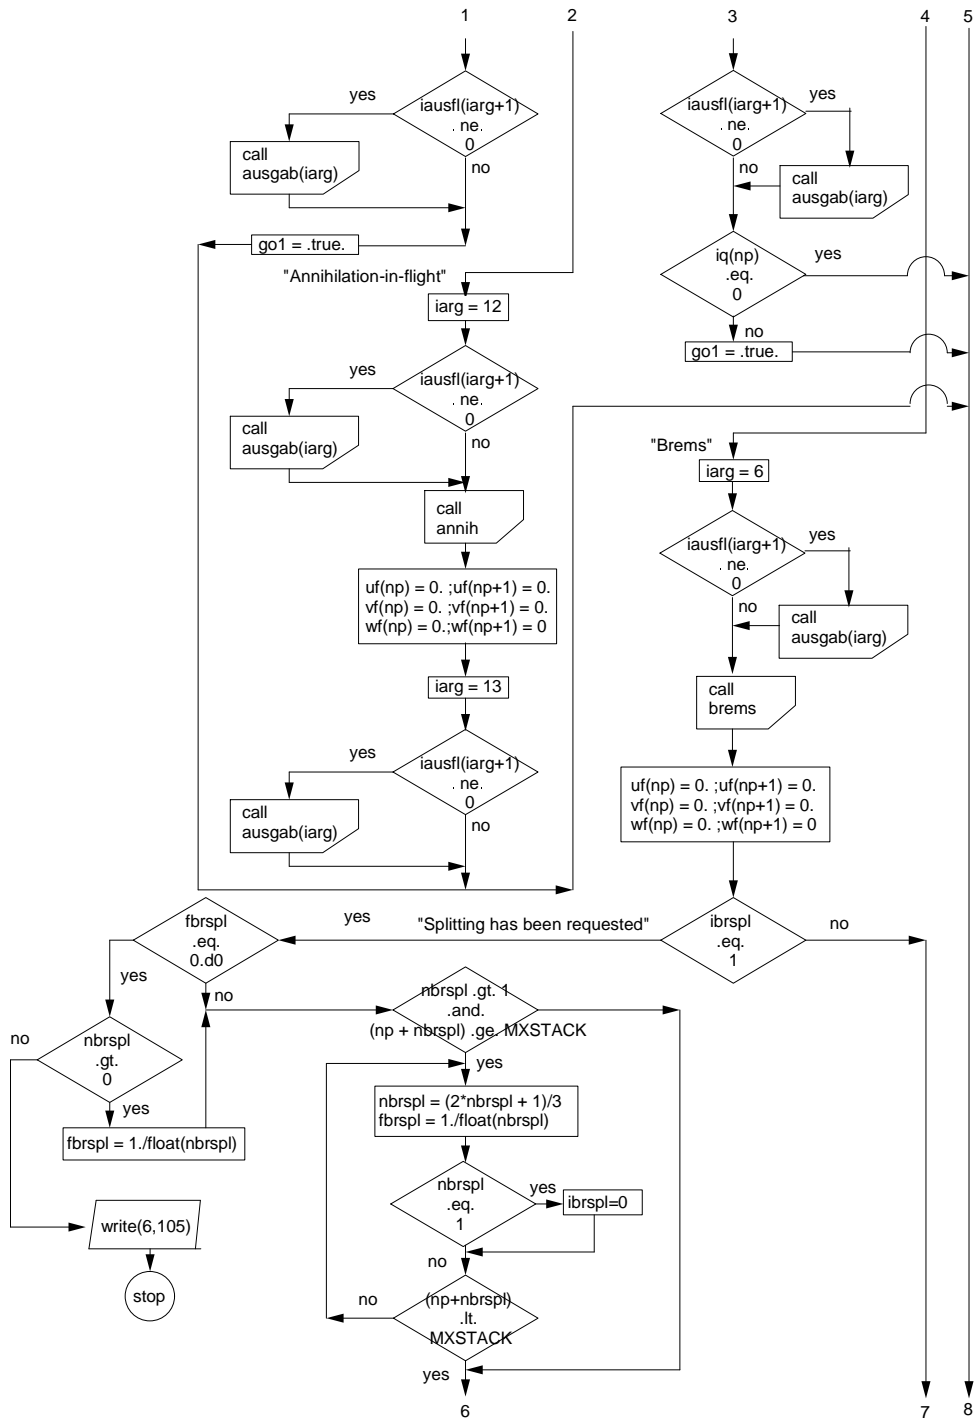 1
2
3
4
5
yes
iausfl(iarg+1)
. ne.
0
no
call
ausgab(iarg)
go1 = .true.
iausfl(iarg+1)
. ne.
0
yes
no
call
ausgab(iarg)
iq(np)
.eq.
0
yes
no
go1 = .true.
"Annihilation-in-flight"
iarg = 12
yes
iausfl(iarg+1)
. ne.
0
no
call
ausgab(iarg)
call
annih
uf(np) = 0. ;uf(np+1) = 0.
vf(np) = 0. ;vf(np+1) = 0.
wf(np) = 0.;wf(np+1) = 0
iarg = 13
yes
iausfl(iarg+1)
. ne.
0
no
call
ausgab(iarg)
"Brems"
iarg = 6
iausfl(iarg+1)
. ne.
0
yes
no
call
ausgab(iarg)
call
brems
uf(np) = 0. ;uf(np+1) = 0.
vf(np) = 0. ;vf(np+1) = 0.
wf(np) = 0. ;wf(np+1) = 0
ibrspl
.eq.
1
no
yes
"Splitting has been requested"
fbrspl
.eq.
0.d0
yes
no
nbrspl
.gt.
0
no
yes
fbrspl = 1./float(nbrspl)
write(6,105)
stop
nbrspl .gt. 1
.and.
(np + nbrspl) .ge. MXSTACK
yes
nbrspl = (2*nbrspl + 1)/3
fbrspl = 1./float(nbrspl)
nbrspl
.eq.
1
yes
ibrspl=0
no
(np+nbrspl)
.lt.
MXSTACK
no
yes
6
7
8